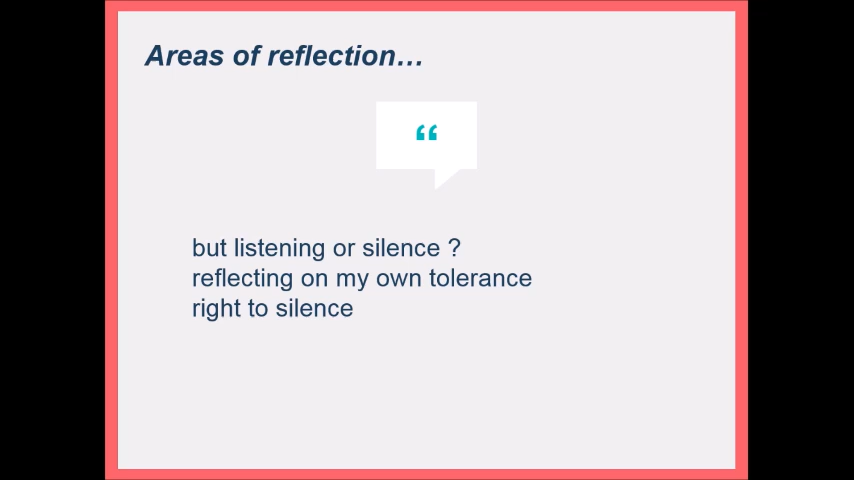 Areas of reflection…
“
but listening or silence ?
reflecting on my own tolerance
right to silence